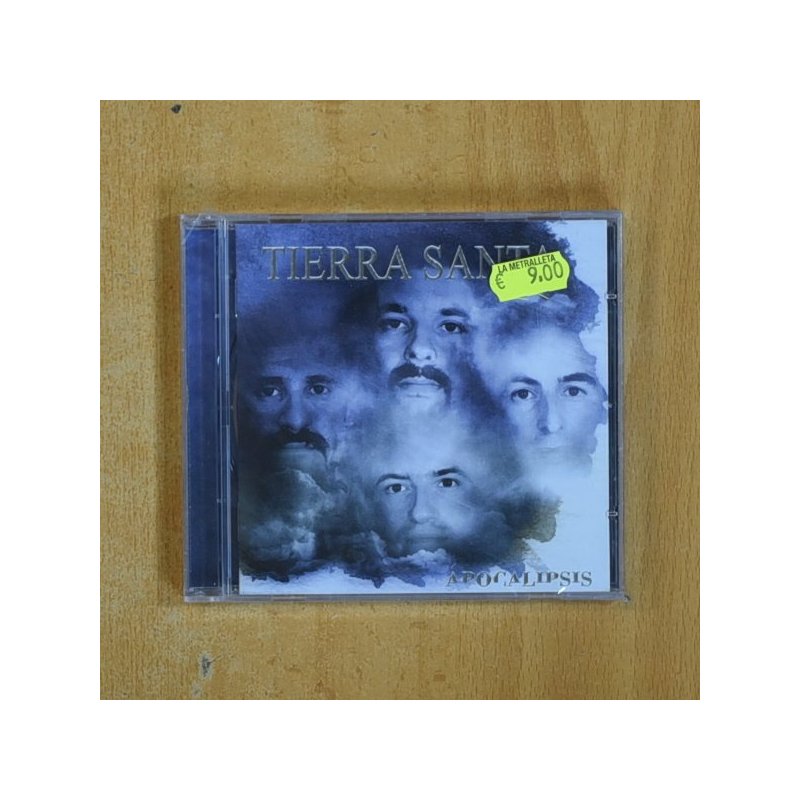 TIERRA SANTA
LA METRALLETA
€ 9.00
APOCALIPSIS